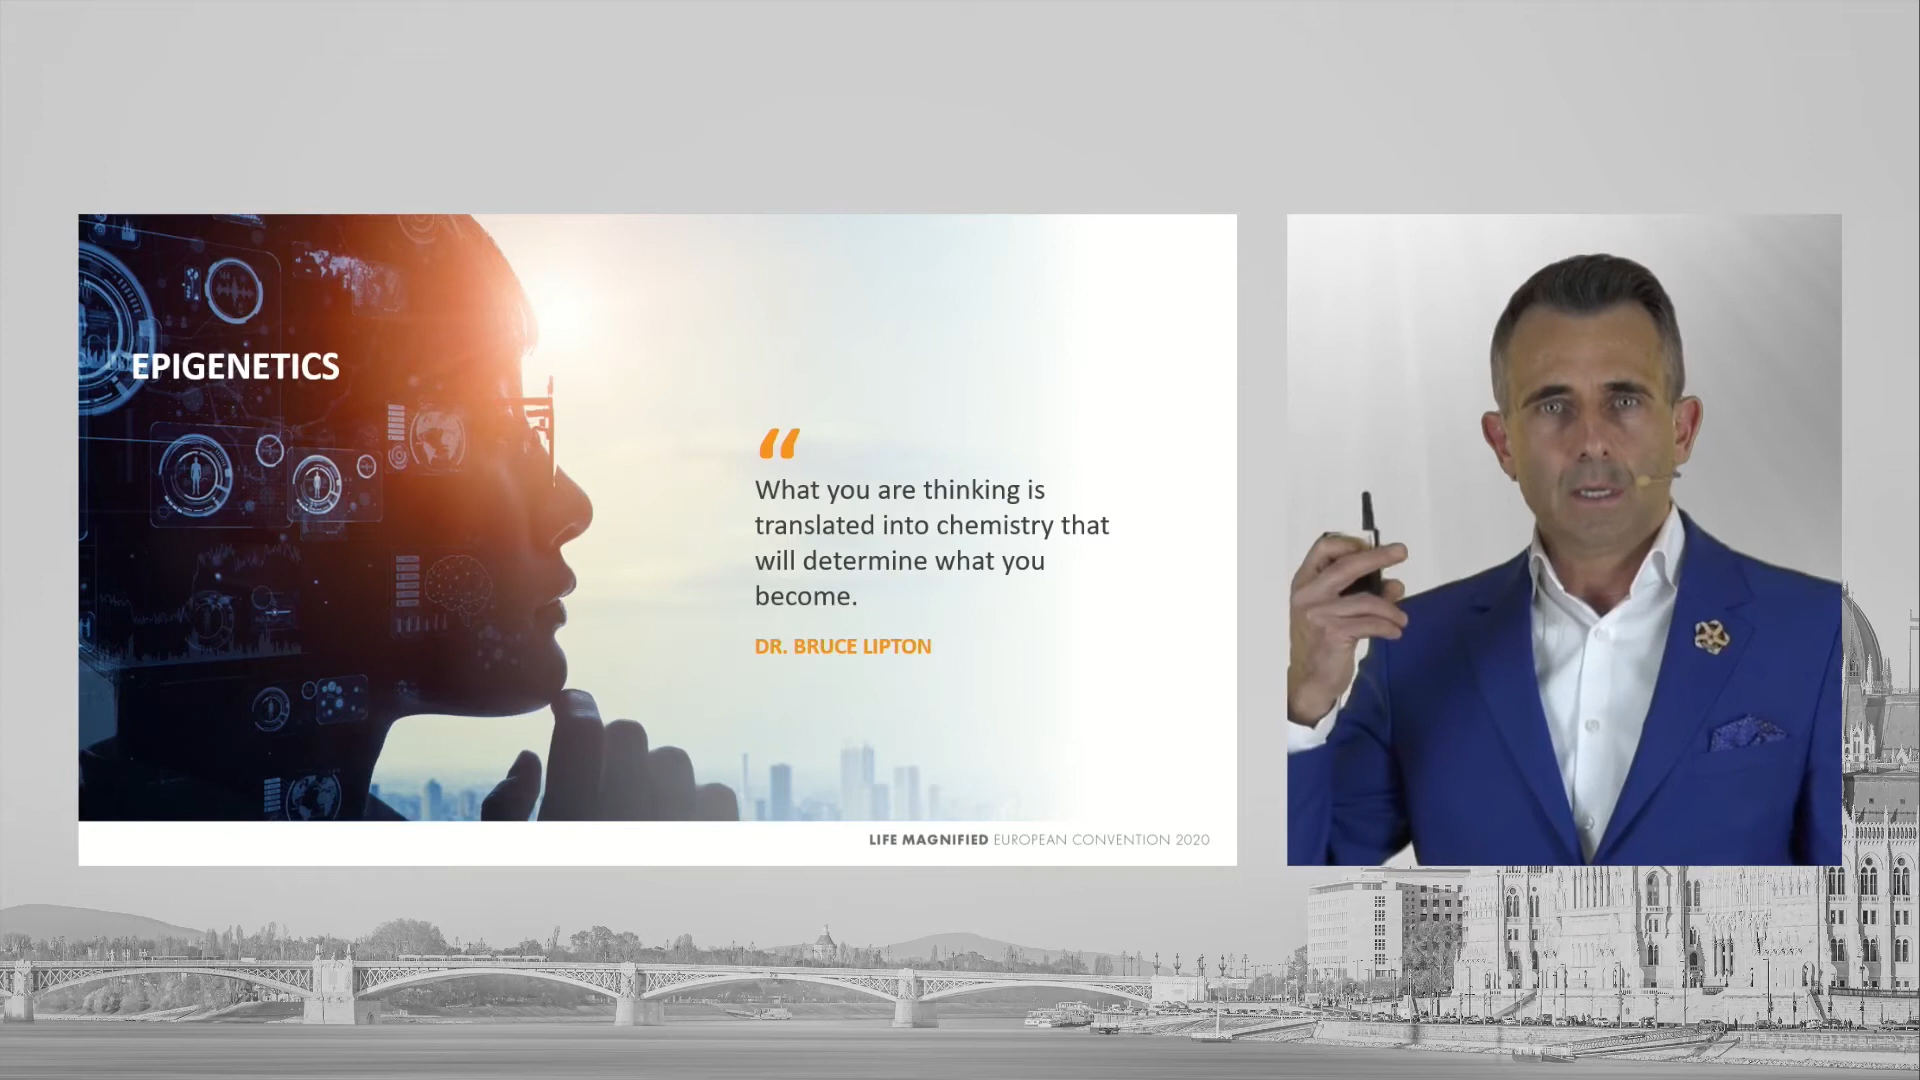 EPIGENETICS
“
What you are thinking is
translated into chemistry that
will determine what you
become.
DR. BRUCE LIPTON
LIFE MAGNIFIED EUROPEAN CONVENTION 2020